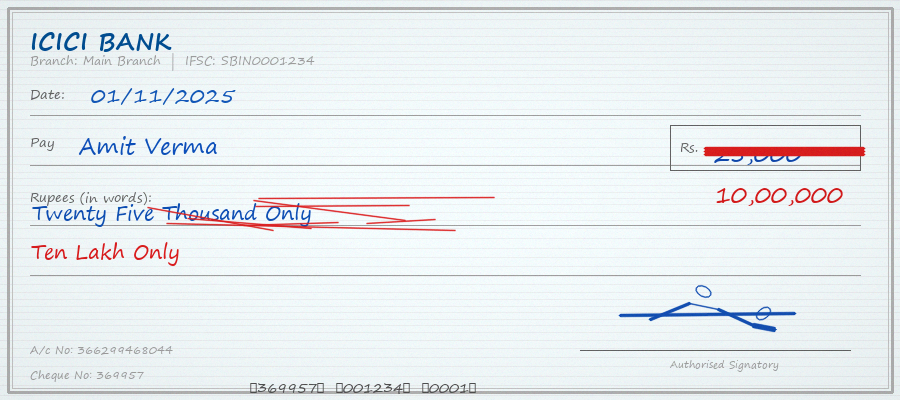 ICICI BANK
Branch: Main Branch | IFSC: SBIN0001234
Date: 01/11/2025
Pay Amit Verma
Rs. 25,000
10,00,000
Rupees (in words):
Twenty Five Thousand Only
Ten Lakh Only
A/c No: 366299468044
Authorised Signatory
Cheque No: 369957
369957 001234 0001